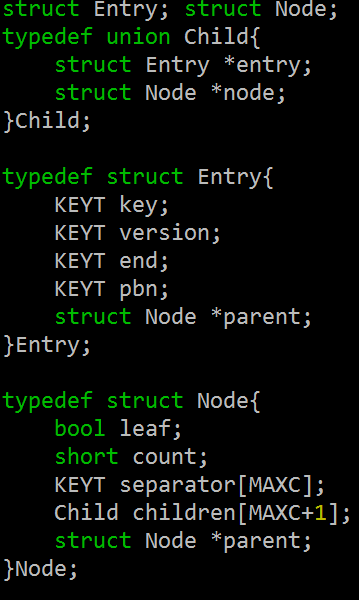 struct Entry; struct Node;
typedef union Child{
    struct Entry *entry;
    struct Node *node;
}Child;

typedef struct Entry{
    KEYT key;
    KEYT version;
    KEYT end;
    KEYT pbn;
    struct Node *parent;
}Entry;

typedef struct Node{
    bool leaf;
    short count;
    KEYT separator[MAXC];
    Child children[MAXC+1];
    struct Node *parent;
}Node;